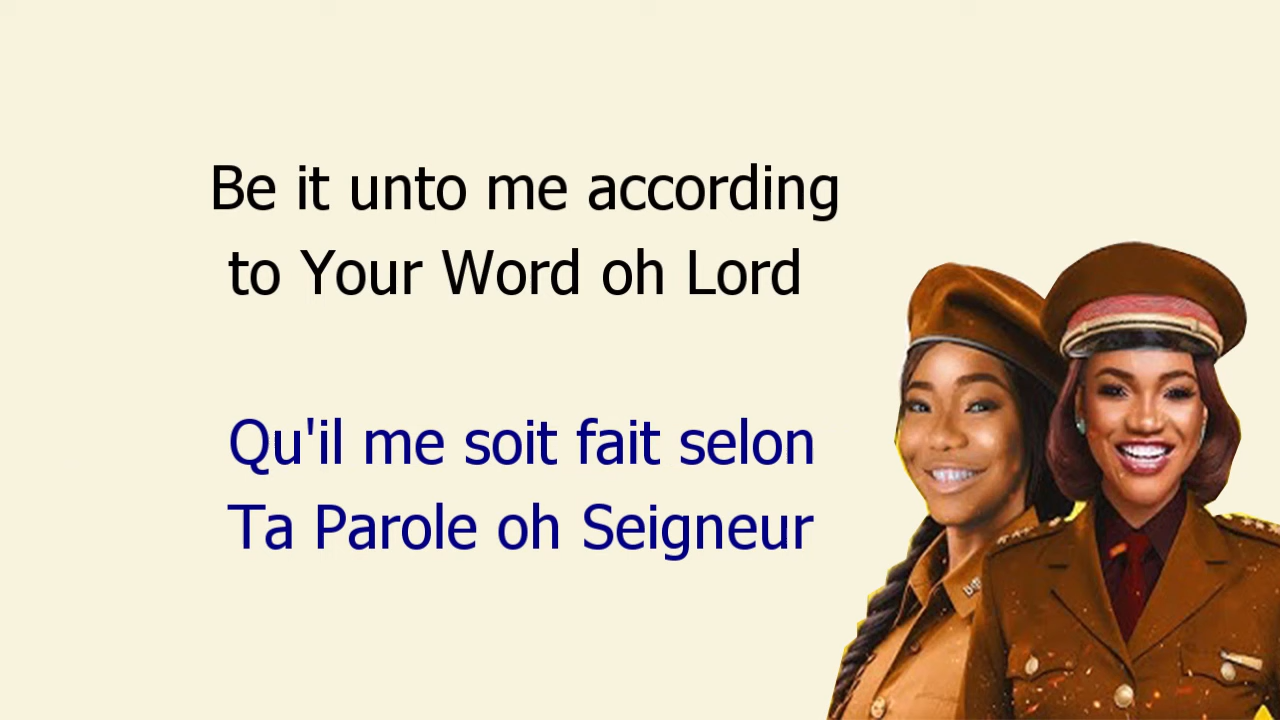 Be it unto me according
to Your Word oh Lord
Qu'il me soit fait selon
Ta Parole oh Seigneur